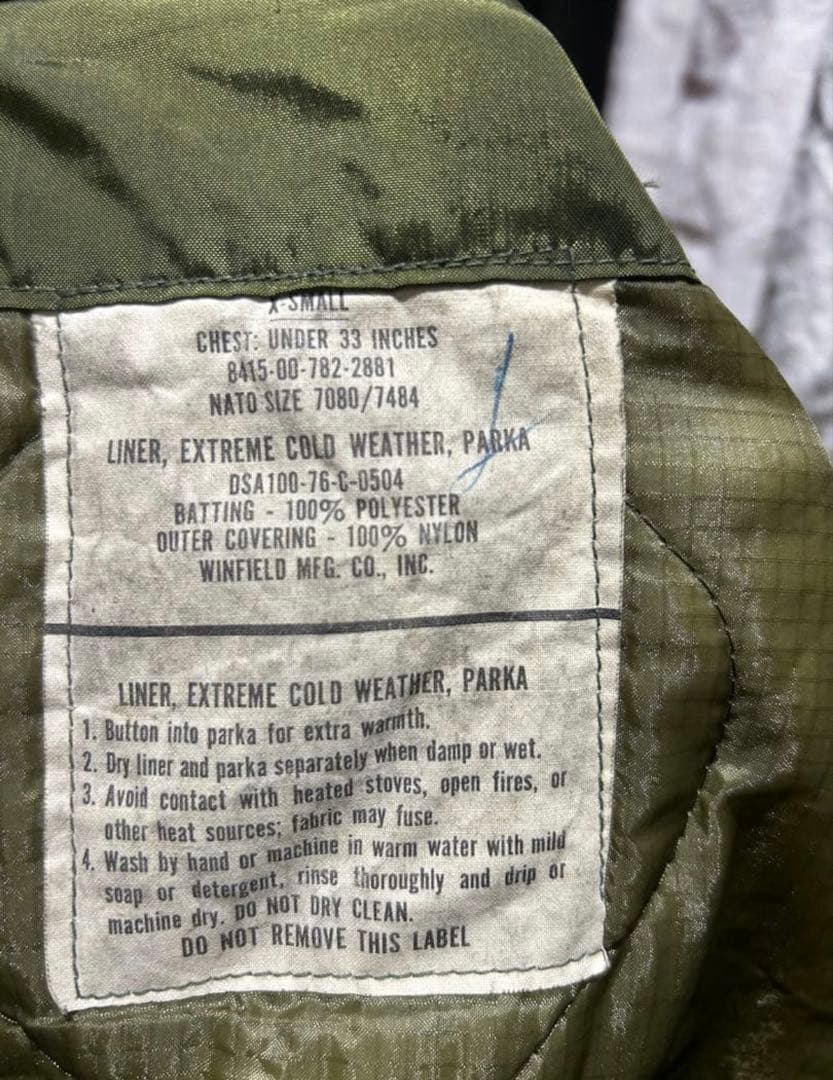 X-SMALL
CHEST: UNDER 33 INCHES
8415-00-782-2881
NATO SIZE 7080/7484
LINER, EXTREME COLD WEATHER, PARKA
DSA100-76-C-0504
BATTING - 100% POLYESTER
OUTER COVERING - 100% NYLON
WINFIELD MFG. CO., INC.
LINER, EXTREME COLD WEATHER, PARKA
1. Button into parka for extra warmth.
2. Dry liner and parka separately when damp or wet.
3. Avoid contact with heated stoves, open fires, or
other heat sources; fabric may fuse.
4. Wash by hand or machine in warm water with mild
soap or detergent, rinse thoroughly and drip or
machine dry. DO NOT DRY CLEAN.
DO NOT REMOVE THIS LABEL